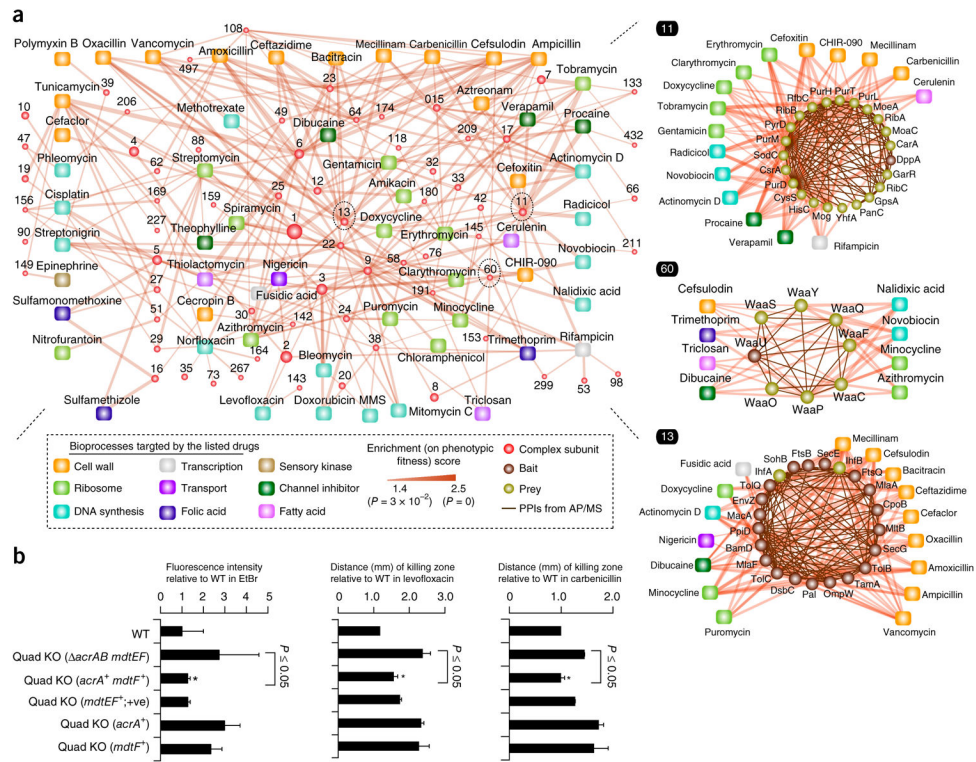 a
108
Polymyxin B
Oxacillin
Vancomycin
Amoxicillin
Ceftazidime
Bacitracin
Mecillinam
Carbenicillin
Cefsulodin
Ampicillin
497
23
7
Tobramycin
133
Tunicamycin
39
Aztreonam
10
206
Methotrexate
49
64
174
015
Verapamil
Procaine
Cefaclor
Dibucaine
209
17
432
47
4
88
6
118
Phleomycin
62
Streptomycin
Gentamicin
32
Cefoxitin
Actinomycin D
19
25
12
Amikacin
33
66
Cisplatin
169
159
180
42
156
Spiramycin
1
13
Doxycycline
11
Radicicol
227
Streptonigrin
Theophylline
22
Erythromycin
145
Cerulenin
90
5
9
58
76
Novobiocin
211
149
Epinephrine
Thiolactomycin
Nigericin
Clarythromycin
60
CHIR-090
27
3
Fusidic acid
191
Nalidixic acid
Sulfamonomethoxine
Cecropin B
Puromycin
Minocycline
51
30
142
24
Azithromycin
153
Rifampicin
Nitrofurantoin
29
Norfloxacin
164
2
Bleomycin
38
Chloramphenicol
Trimethoprim
16
35
73
267
143
20
8
299
53
98
Sulfamethizole
Levofloxacin
Doxorubicin
MMS
Mitomycin C
Triclosan
Bioprocesses targted by the listed drugs
Cell wall
Transcription
Sensory kinase
Ribosome
Transport
Channel inhibitor
DNA synthesis
Folic acid
Fatty acid
Enrichment (on phenotypic
fitness) score
1.4
2.5
(P = 3 × 10⁻²)
(P = 0)
Complex subunit
Bait
Prey
PPIs from AP/MS
11
Erythromycin
Cefoxitin
CHIR-090
Mecillinam
Clarythromycin
Carbenicillin
Doxycycline
Cerulenin
Tobramycin
Gentamicin
Radicicol
Novobiocin
Actinomycin D
Procaine
Verapamil
Rifampicin
PurH
PurT
PurL
RfbC
MoeA
RibB
RibA
PyrD
MoaC
PurM
CarA
SodC
DppA
CsrA
GarR
PurD
RibC
CysS
GpsA
HisC
PanC
Mog
YhfA
60
Cefsulodin
Trimethoprim
Triclosan
Dibucaine
Nalidixic acid
Novobiocin
Minocycline
Azithromycin
WaaY
WaaS
WaaQ
WaaU
WaaF
WaaO
WaaC
WaaP
13
Mecillinam
Cefsulodin
Bacitracin
Ceftazidime
Cefaclor
Oxacillin
Amoxicillin
Ampicillin
Vancomycin
Fusidic acid
Doxycycline
Actinomycin D
Nigericin
Dibucaine
Minocycline
Puromycin
SohB
FtsB
SecE
IhfB
IhfA
FtsQ
TolQ
MlaA
EnvZ
CpoB
MacA
MltB
PpiD
SecG
BamD
TolB
MlaF
TamA
TolC
OmpW
DsbC
Pal
b
Fluorescence intensity
relative to WT in EtBr
0 1 2 3 4 5
Distance (mm) of killing zone
relative to WT in levofloxacin
0 1.0 2.0 3.0
Distance (mm) of killing zone
relative to WT in carbenicillin
0 1.0 2.0
WT
Quad KO (ΔacrAB mdtEF)
Quad KO (acrA⁺ mdtF⁺)
Quad KO (mdtEF⁺;+ve)
Quad KO (acrA⁺)
Quad KO (mdtF⁺)
*
P ≤ 0.05
*
P ≤ 0.05
*
P ≤ 0.05